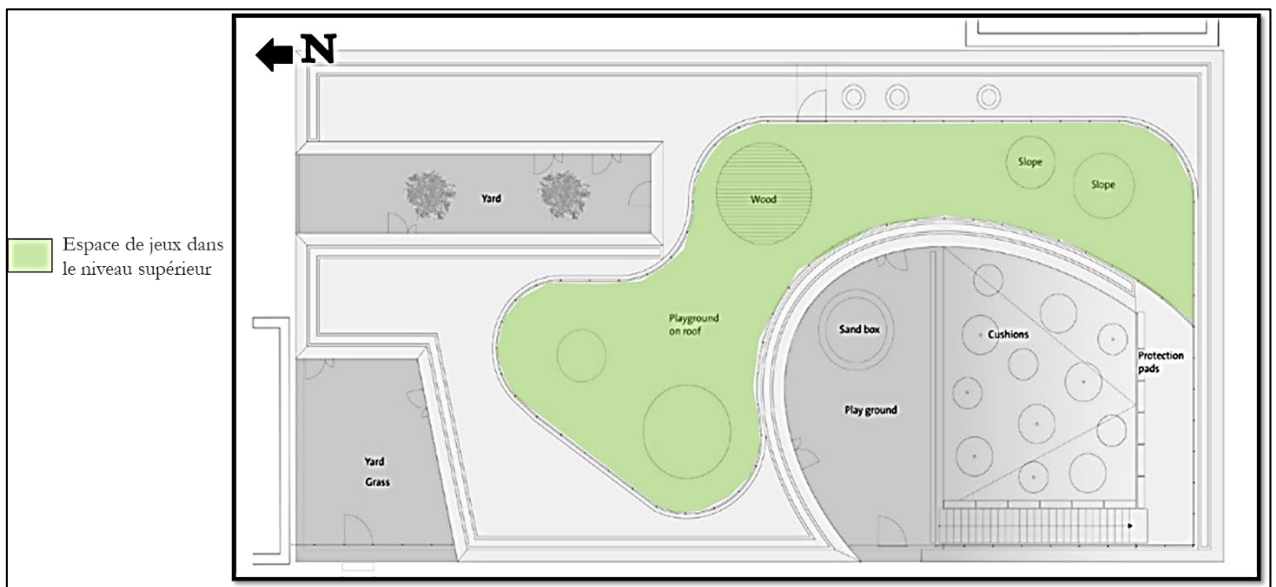 N
Slope
Slope
Yard
Wood
Espace de jeux dans
le niveau supérieur
Playground
on roof
Sand box
Cushions
Protection
pads
Play ground
Yard
Grass